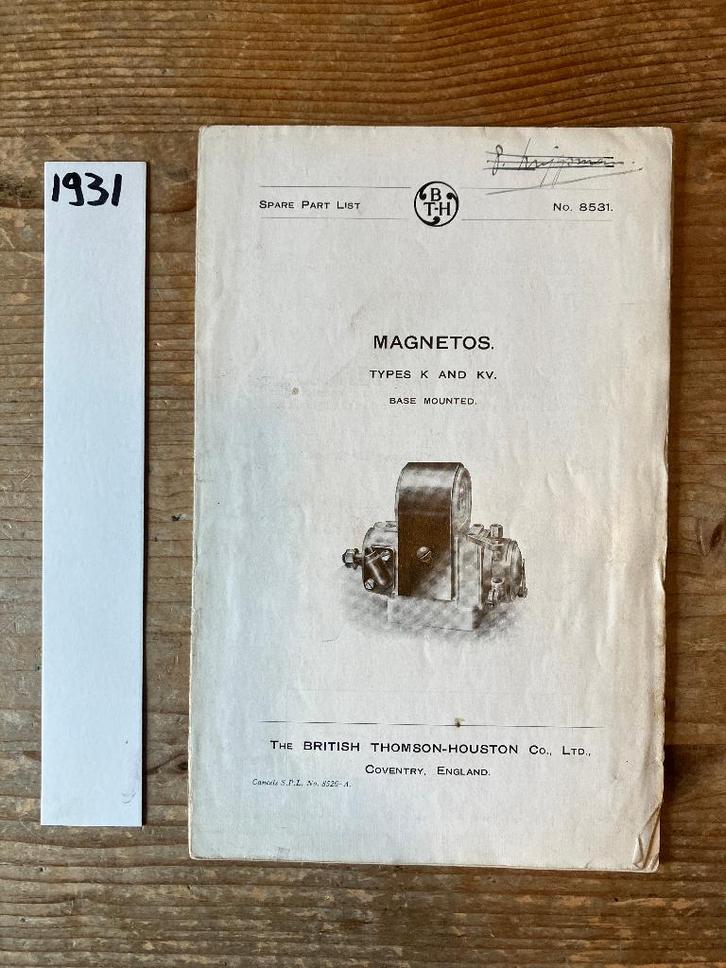 1931
SPARE PART LIST
B
T-H
No. 8531.
MAGNETOS.
TYPES K AND KV.
BASE MOUNTED.
THE BRITISH THOMSON-HOUSTON CO., LTD.,
COVENTRY, ENGLAND.
Cancels S.P.L. No. 8529-A.